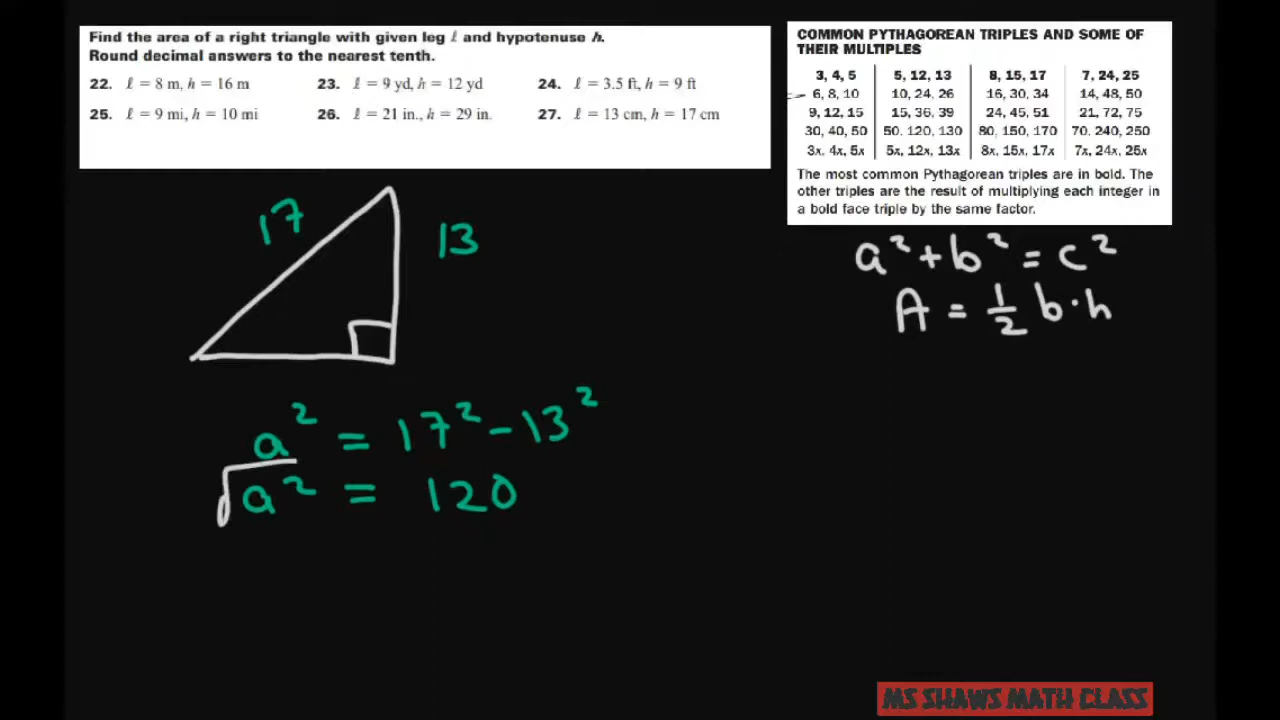 Find the area of a right triangle with given leg ℓ and hypotenuse h.
Round decimal answers to the nearest tenth.
22. ℓ = 8 m, h = 16 m 23. ℓ = 9 yd, h = 12 yd 24. ℓ = 3.5 ft, h = 9 ft
25. ℓ = 9 mi, h = 10 mi 26. ℓ = 21 in., h = 29 in. 27. ℓ = 13 cm, h = 17 cm
COMMON PYTHAGOREAN TRIPLES AND SOME OF
THEIR MULTIPLES
3, 4, 5 5, 12, 13 8, 15, 17 7, 24, 25
6, 8, 10 10, 24, 26 16, 30, 34 14, 48, 50
9, 12, 15 15, 36, 39 24, 45, 51 21, 72, 75
30, 40, 50 50, 120, 130 80, 150, 170 70, 240, 250
3x, 4x, 5x 5x, 12x, 13x 8x, 15x, 17x 7x, 24x, 25x
The most common Pythagorean triples are in bold. The
other triples are the result of multiplying each integer in
a bold face triple by the same factor.
17
13
a² + b² = c²
A = 1/2 b · h
a² = 17² - 13²
√a² = 120
MS SHAWS MATH CLASS